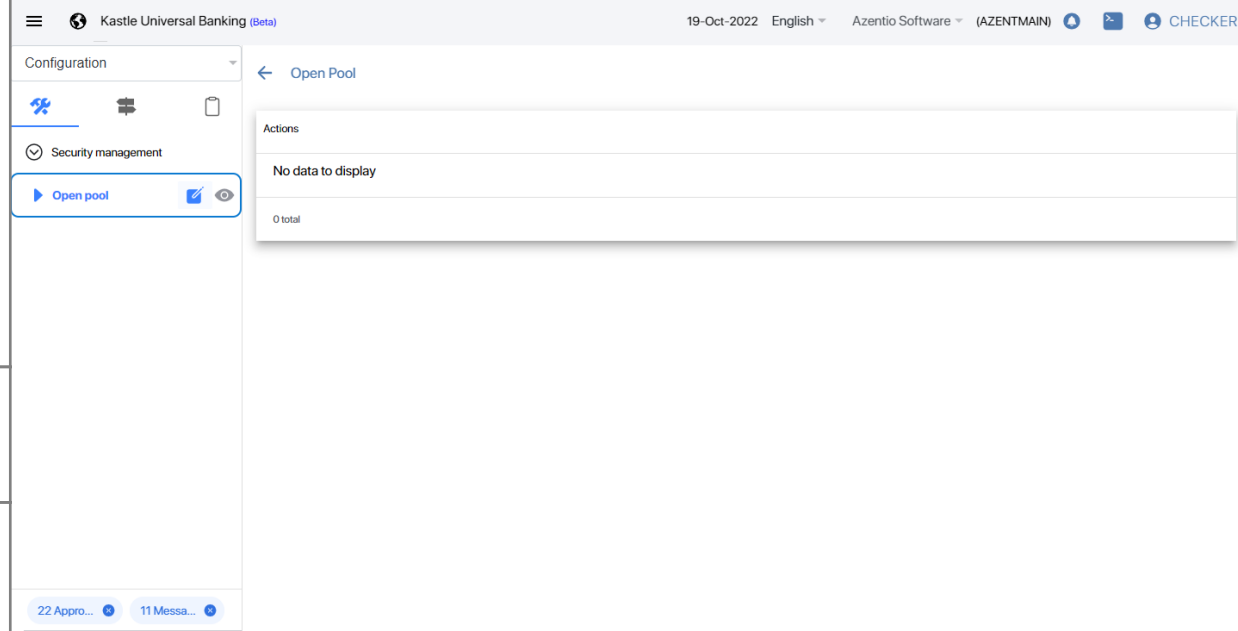 Kastle Universal Banking (Beta)
19-Oct-2022 English Azentio Software (AZENTMAIN) CHECKER
Configuration
Open Pool
Security management
Open pool
Actions
No data to display
0 total
22 Appro... 11 Messa...